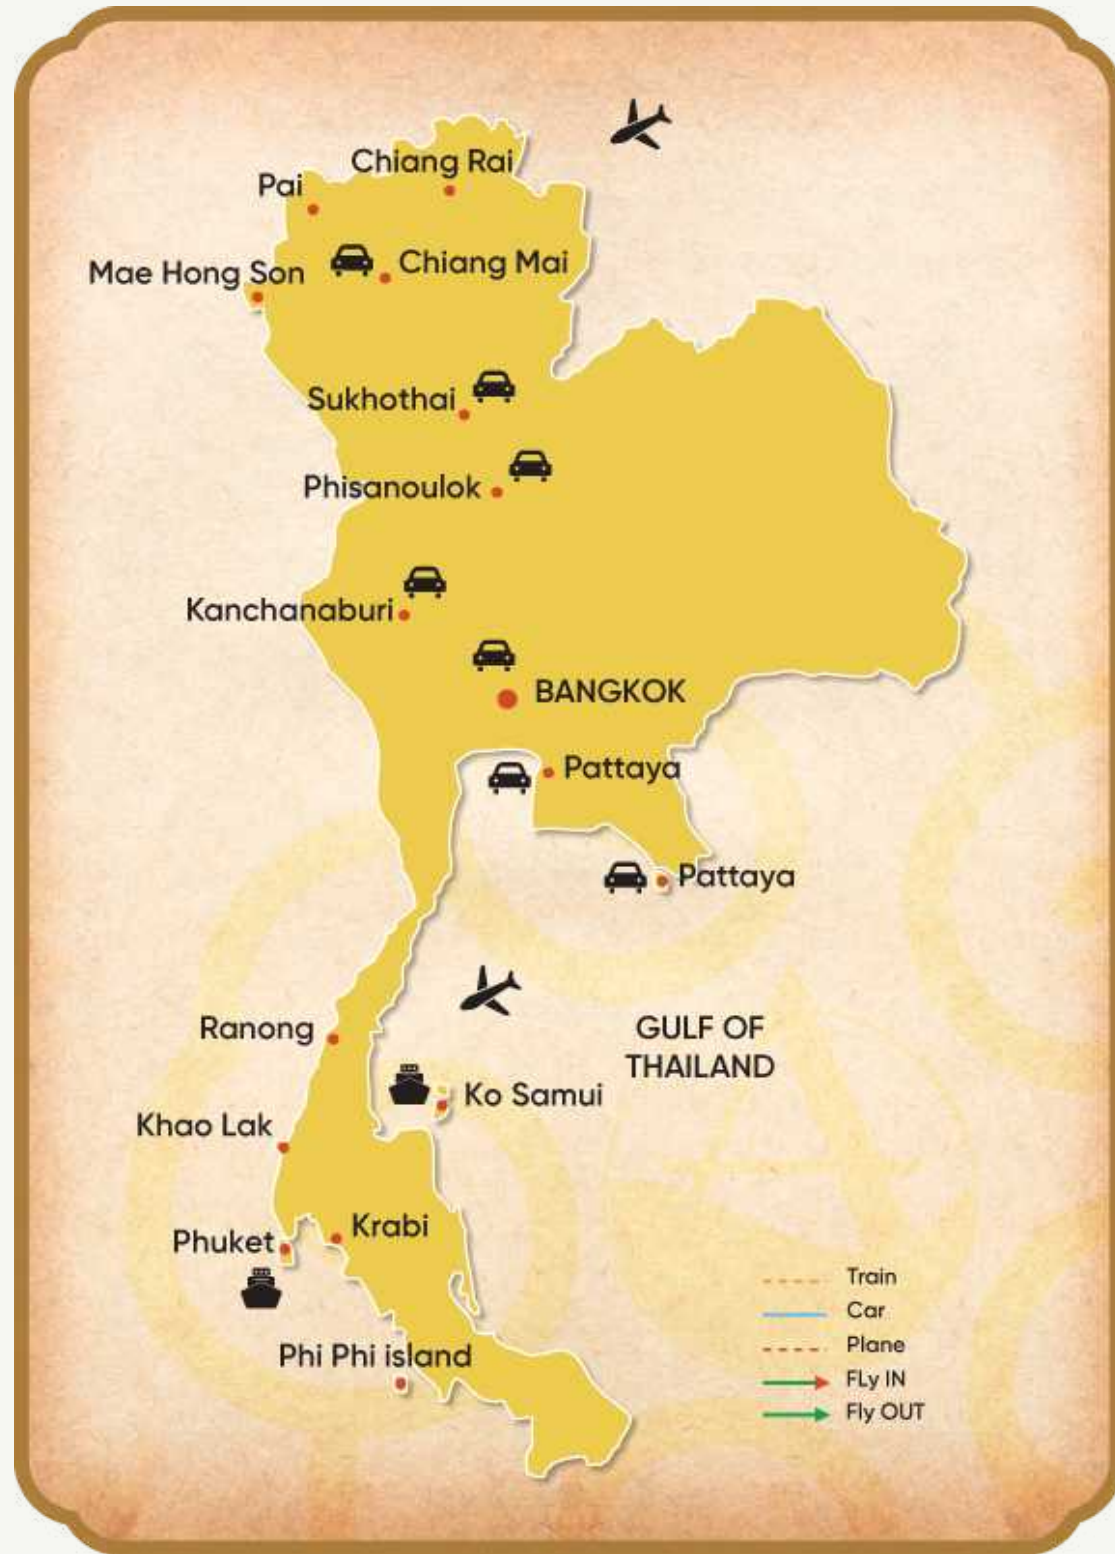 Chiang Rai
Pai
Chiang Mai
Mae Hong Son
Sukhothai
Phisanoulok
Kanchanaburi
BANGKOK
Pattaya
Pattaya
Ranong
GULF OF
THAILAND
Ko Samui
Khao Lak
Krabi
Phuket
Phi Phi island
Train
Car
Plane
FLy IN
Fly OUT